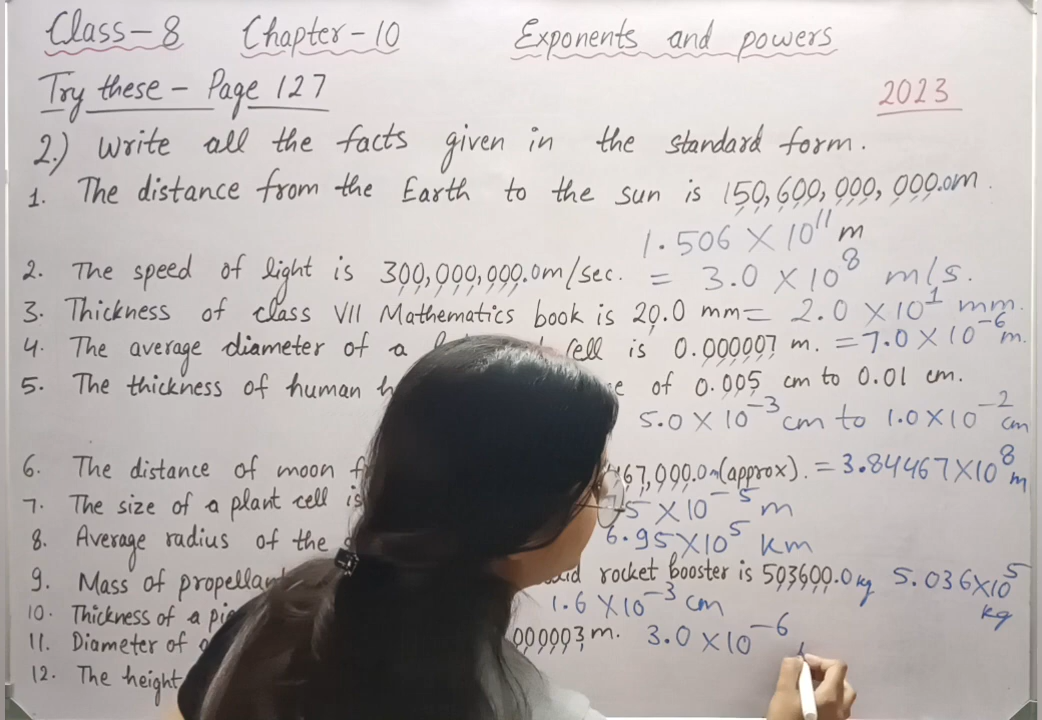 Class-8 Chapter-10 Exponents and powers
Try these - Page 127 2023
2.) Write all the facts given in the standard form.
1. The distance from the Earth to the sun is 150,600,000,000.0m.
1.506 × 10¹¹ m
2. The speed of light is 300,000,000.0m/sec. = 3.0 × 10⁸ m/s.
3. Thickness of class VII Mathematics book is 20.0 mm = 2.0 × 10¹ mm.
4. The average diameter of a cell is 0.000007 m. = 7.0 × 10⁻⁶ m.
5. The thickness of human of 0.005 cm to 0.01 cm.
5.0 × 10⁻³ cm to 1.0 × 10⁻² cm
6. The distance of moon 67,000.0m(approx). = 3.84467 × 10⁸ m
7. The size of a plant cell is 5 × 10⁻⁵ m
8. Average radius of the 6.95 × 10⁵ Km
9. Mass of rocket booster is 503600.0 kg 5.036 × 10⁵ kg
10. Thickness of a 1.6 × 10⁻³ cm
11. Diameter of 000003 m. 3.0 × 10⁻⁶
12. The height